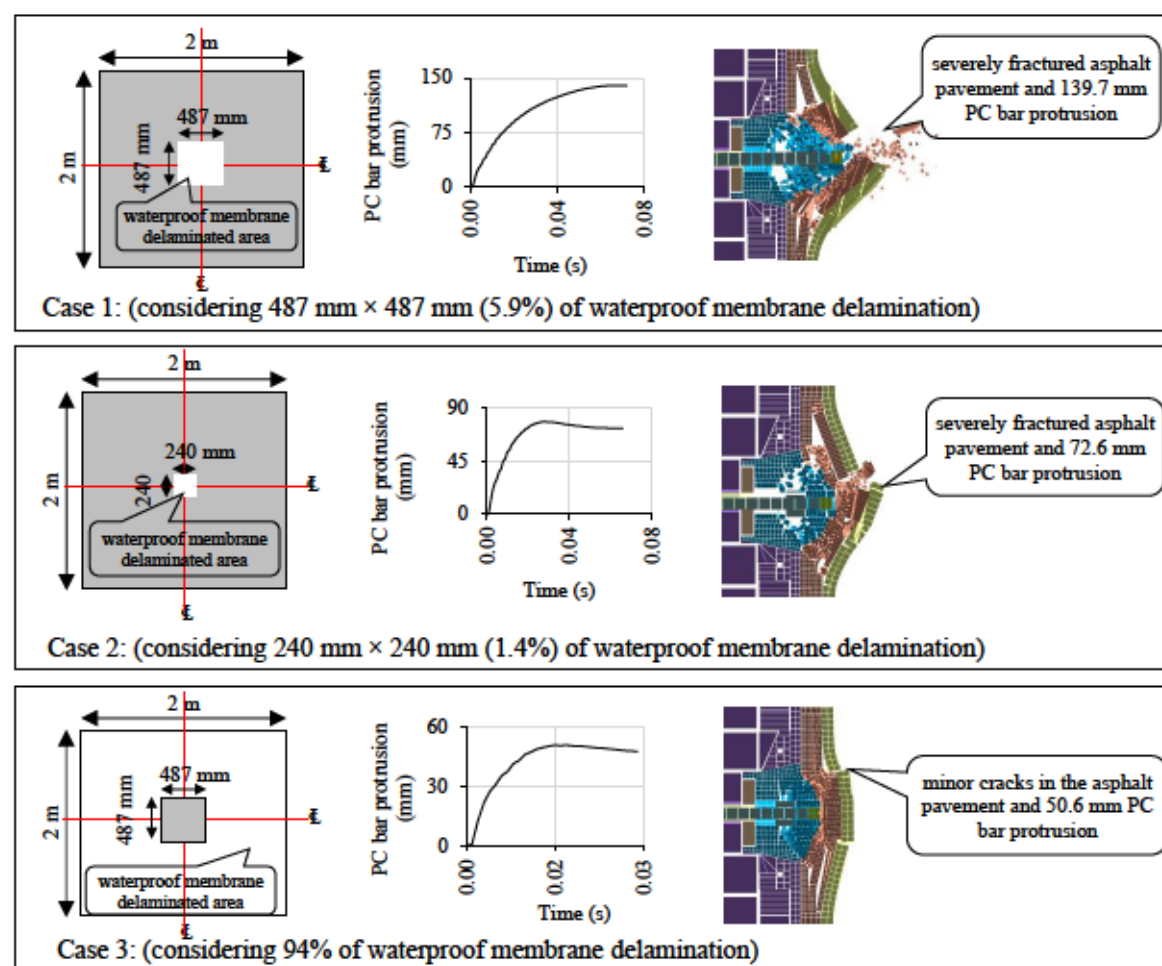 2 m
2 m
487 mm
487 mm
℄
℄
waterproof membrane
delaminated area
PC bar protrusion
(mm)
150
75
0
0.00
0.04
0.08
Time (s)
severely fractured asphalt
pavement and 139.7 mm
PC bar protrusion
Case 1: (considering 487 mm × 487 mm (5.9%) of waterproof membrane delamination)
2 m
2 m
240 mm
240
℄
℄
waterproof membrane
delaminated area
PC bar protrusion
(mm)
90
45
0
0.00
0.04
0.08
Time (s)
severely fractured asphalt
pavement and 72.6 mm
PC bar protrusion
Case 2: (considering 240 mm × 240 mm (1.4%) of waterproof membrane delamination)
2 m
2 m
487 mm
487 mm
℄
℄
waterproof membrane
delaminated area
PC bar protrusion
(mm)
60
30
0
0.00
0.02
0.03
Time (s)
minor cracks in the asphalt
pavement and 50.6 mm PC
bar protrusion
Case 3: (considering 94% of waterproof membrane delamination)